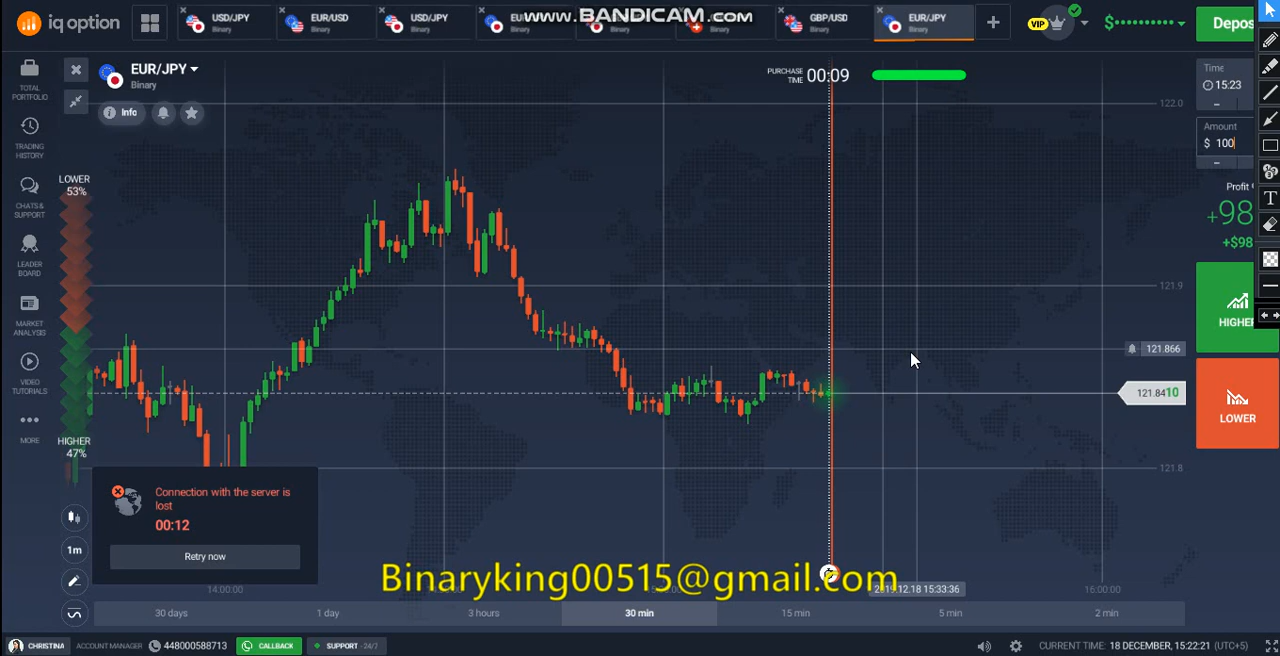 iq option
USD/JPY
Binary
EUR/USD
Binary
USD/JPY
Binary
Binary
Binary
GBP/USD
Binary
EUR/JPY
Binary
WWW.BANDICAM.COM
VIP
$
Depos
TOTAL
PORTFOLIO
TRADING
HISTORY
CHATS &
SUPPORT
LEADER
BOARD
MARKET
ANALYSIS
VIDEO
TUTORIALS
MORE
EUR/JPY
Binary
Info
LOWER
53%
HIGHER
47%
PURCHASE
TIME
00:09
122.0
121.9
121.866
121.8410
121.8
Time
15:23
Amount
$ 100
Profit
+98
+$98
HIGHER
LOWER
Connection with the server is
lost
00:12
Retry now
1m
Binaryking00515@gmail.com
14:00:00
2019.12.18 15:33:36
16:00:00
30 days
1 day
3 hours
30 min
15 min
5 min
2 min
CHRISTINA
ACCOUNT MANAGER
448000588713
CALLBACK
SUPPORT 24/7
CURRENT TIME: 18 DECEMBER, 15:22:21 (UTC+5)